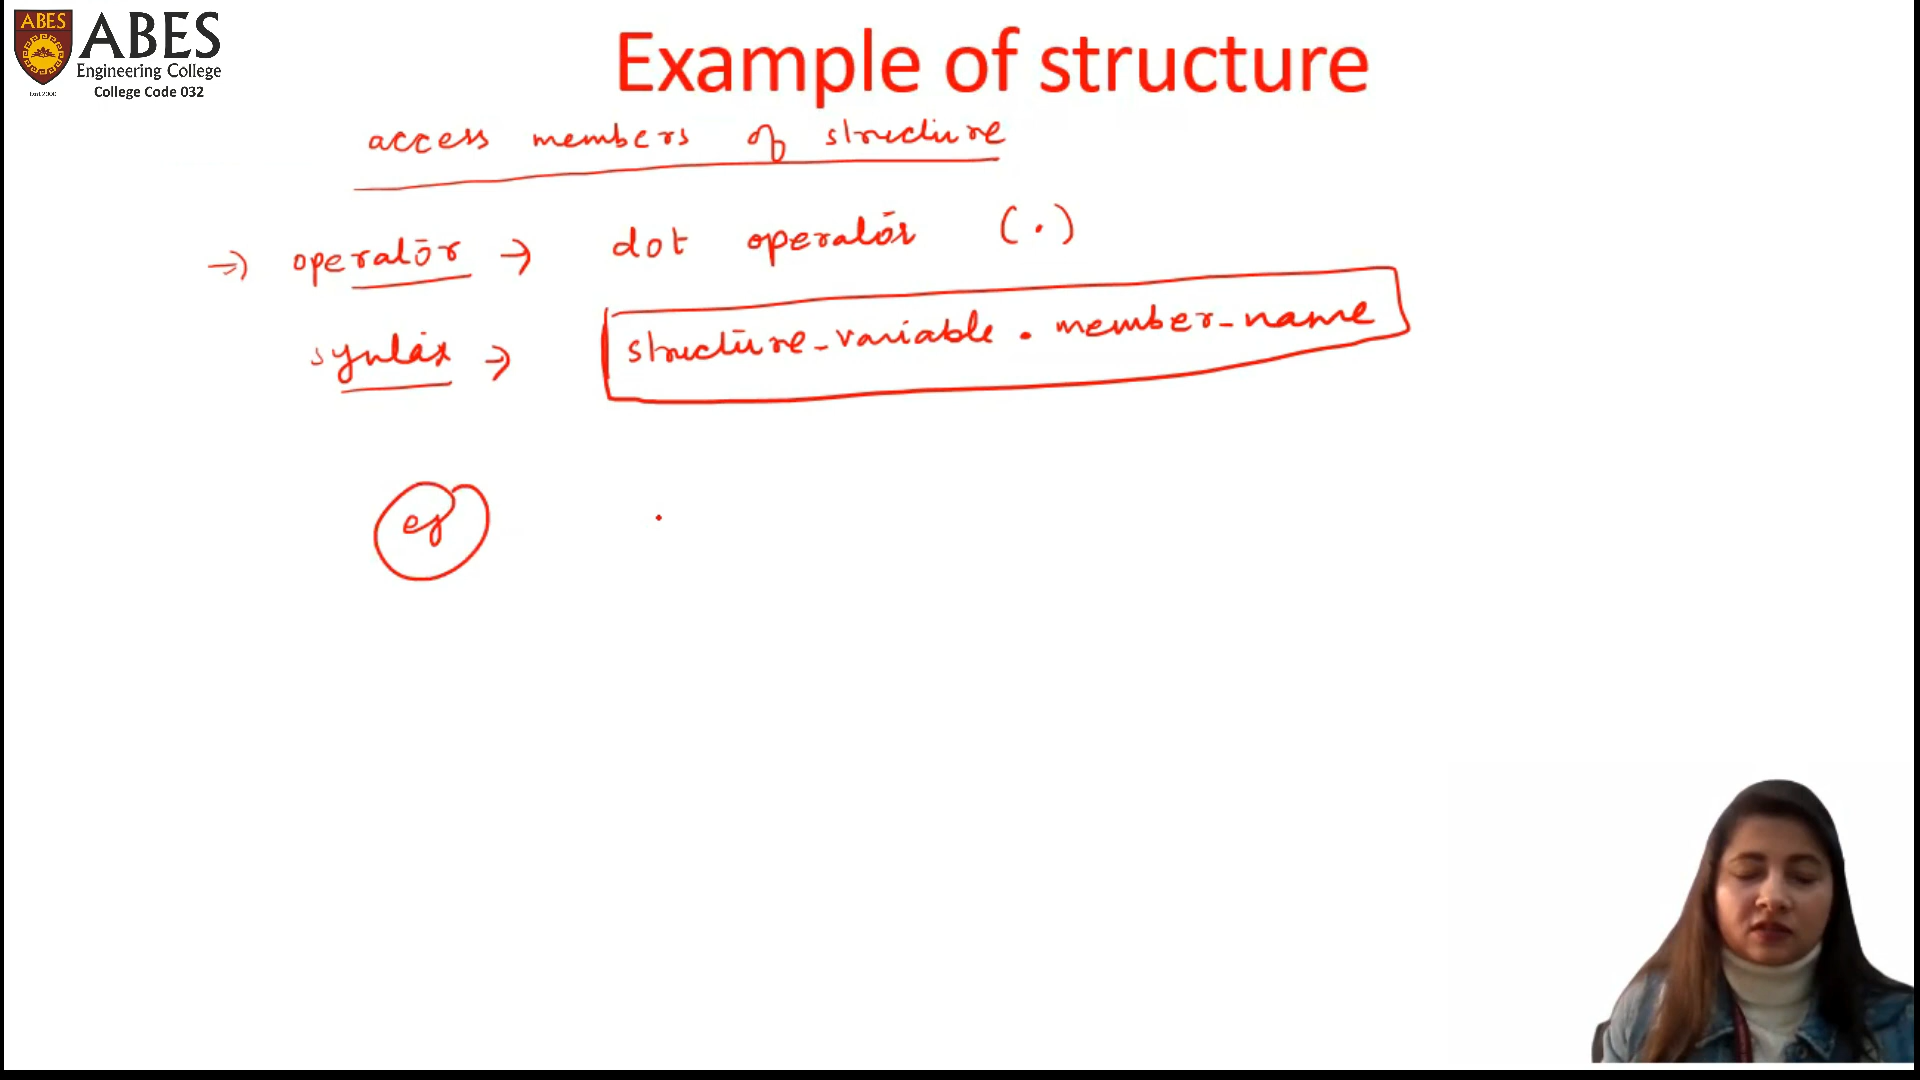 ABES
ABES
Engineering College
College Code 032
Example of structure
access members of structure
=> operator -> dot operator (.)
syntax -> structure_variable . member_name
eg